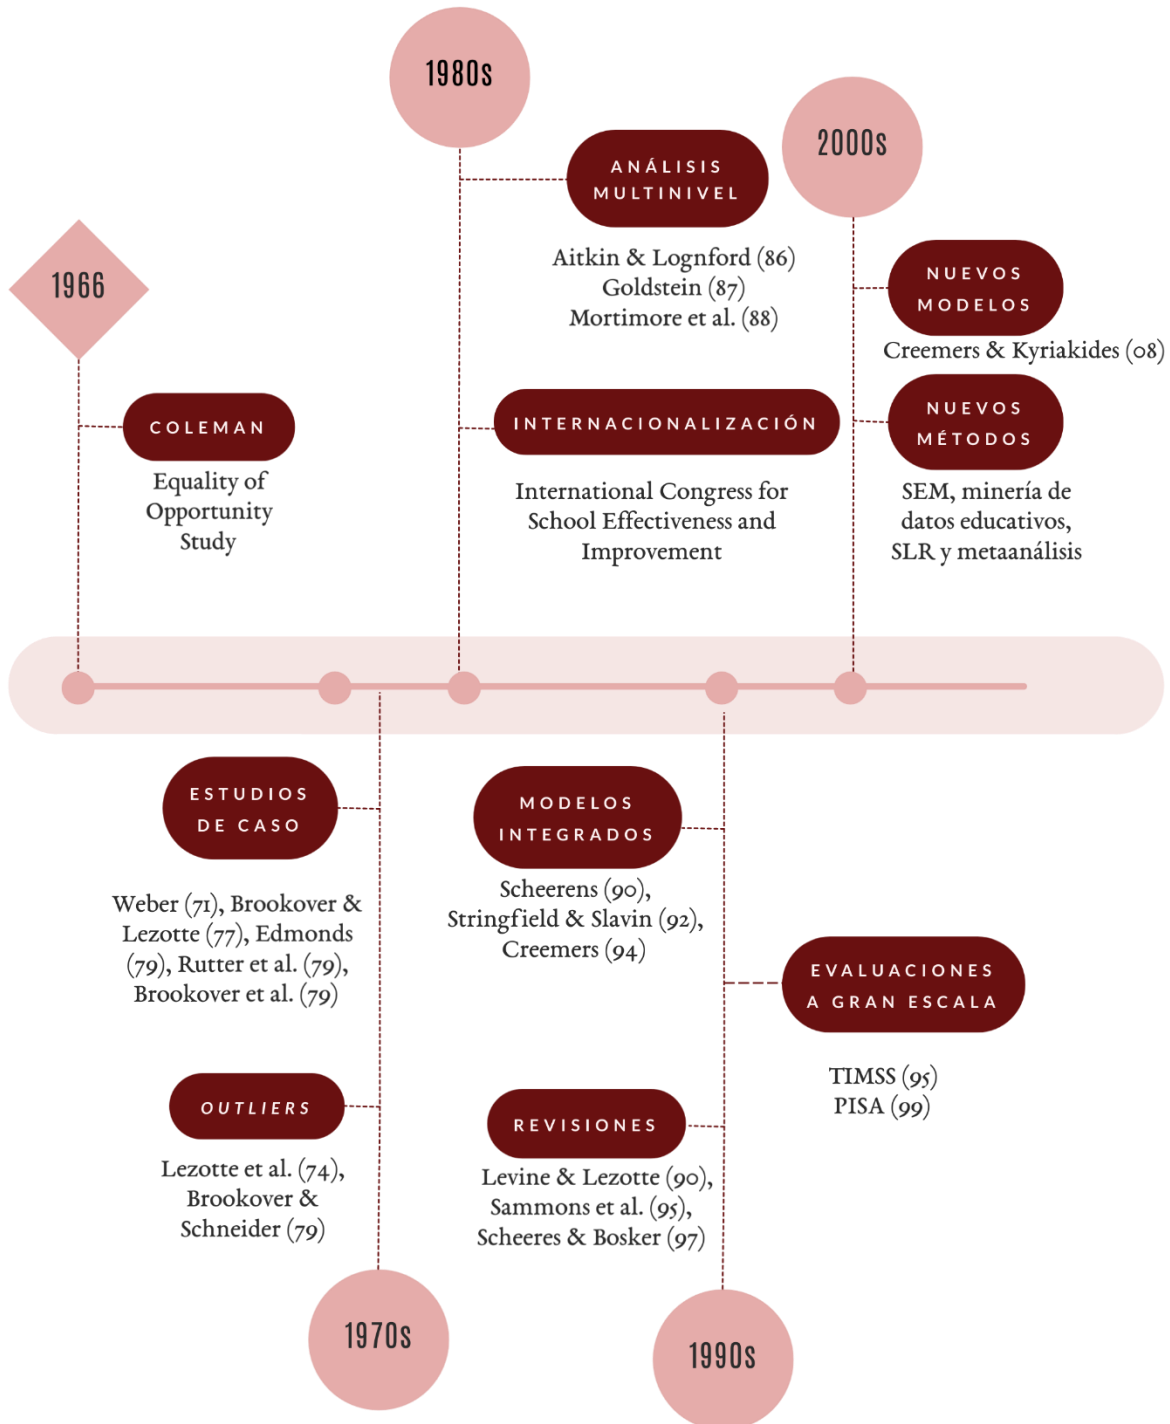 1966
COLEMAN
Equality of
Opportunity
Study
1980s
ANÁLISIS
MULTINIVEL
Aitkin & Lognford (86)
Goldstein (87)
Mortimore et al. (88)
INTERNACIONALIZACIÓN
International Congress for
School Effectiveness and
Improvement
2000s
NUEVOS
MODELOS
Creemers & Kyriakides (08)
NUEVOS
MÉTODOS
SEM, minería de
datos educativos,
SLR y metaanálisis
ESTUDIOS
DE CASO
Weber (71), Brookover &
Lezotte (77), Edmonds
(79), Rutter et al. (79),
Brookover et al. (79)
OUTLIERS
Lezotte et al. (74),
Brookover &
Schneider (79)
1970s
MODELOS
INTEGRADOS
Scheerens (90),
Stringfield & Slavin (92),
Creemers (94)
EVALUACIONES
A GRAN ESCALA
TIMSS (95)
PISA (99)
REVISIONES
Levine & Lezotte (90),
Sammons et al. (95),
Scheeres & Bosker (97)
1990s